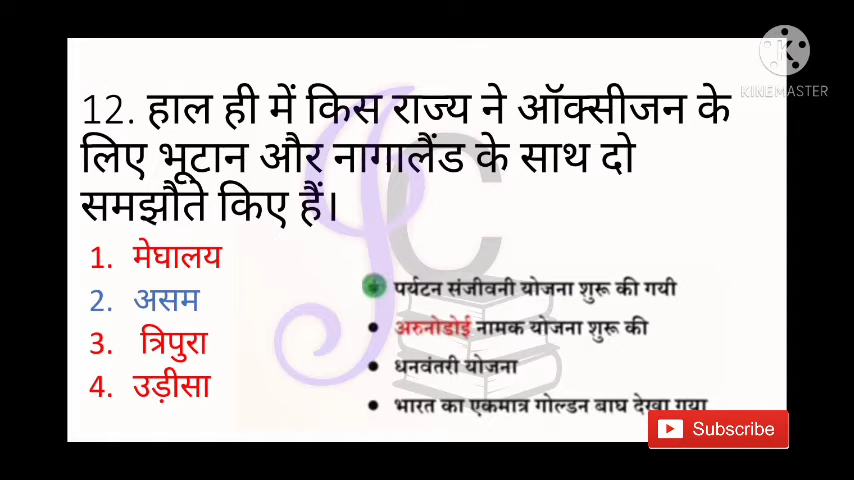 KINEMASTER
12. हाल ही में किस राज्य ने ऑक्सीजन के
लिए भूटान और नागालैंड के साथ दो
समझौते किए हैं।
1. मेघालय
2. असम
3. त्रिपुरा
4. उड़ीसा
पर्यटन संजीवनी योजना शुरू की गयी
• अरुनोडोई नामक योजना शुरू की
• धनवंतरी योजना
• भारत का एकमात्र गोल्डन बाघ देखा गया
Subscribe